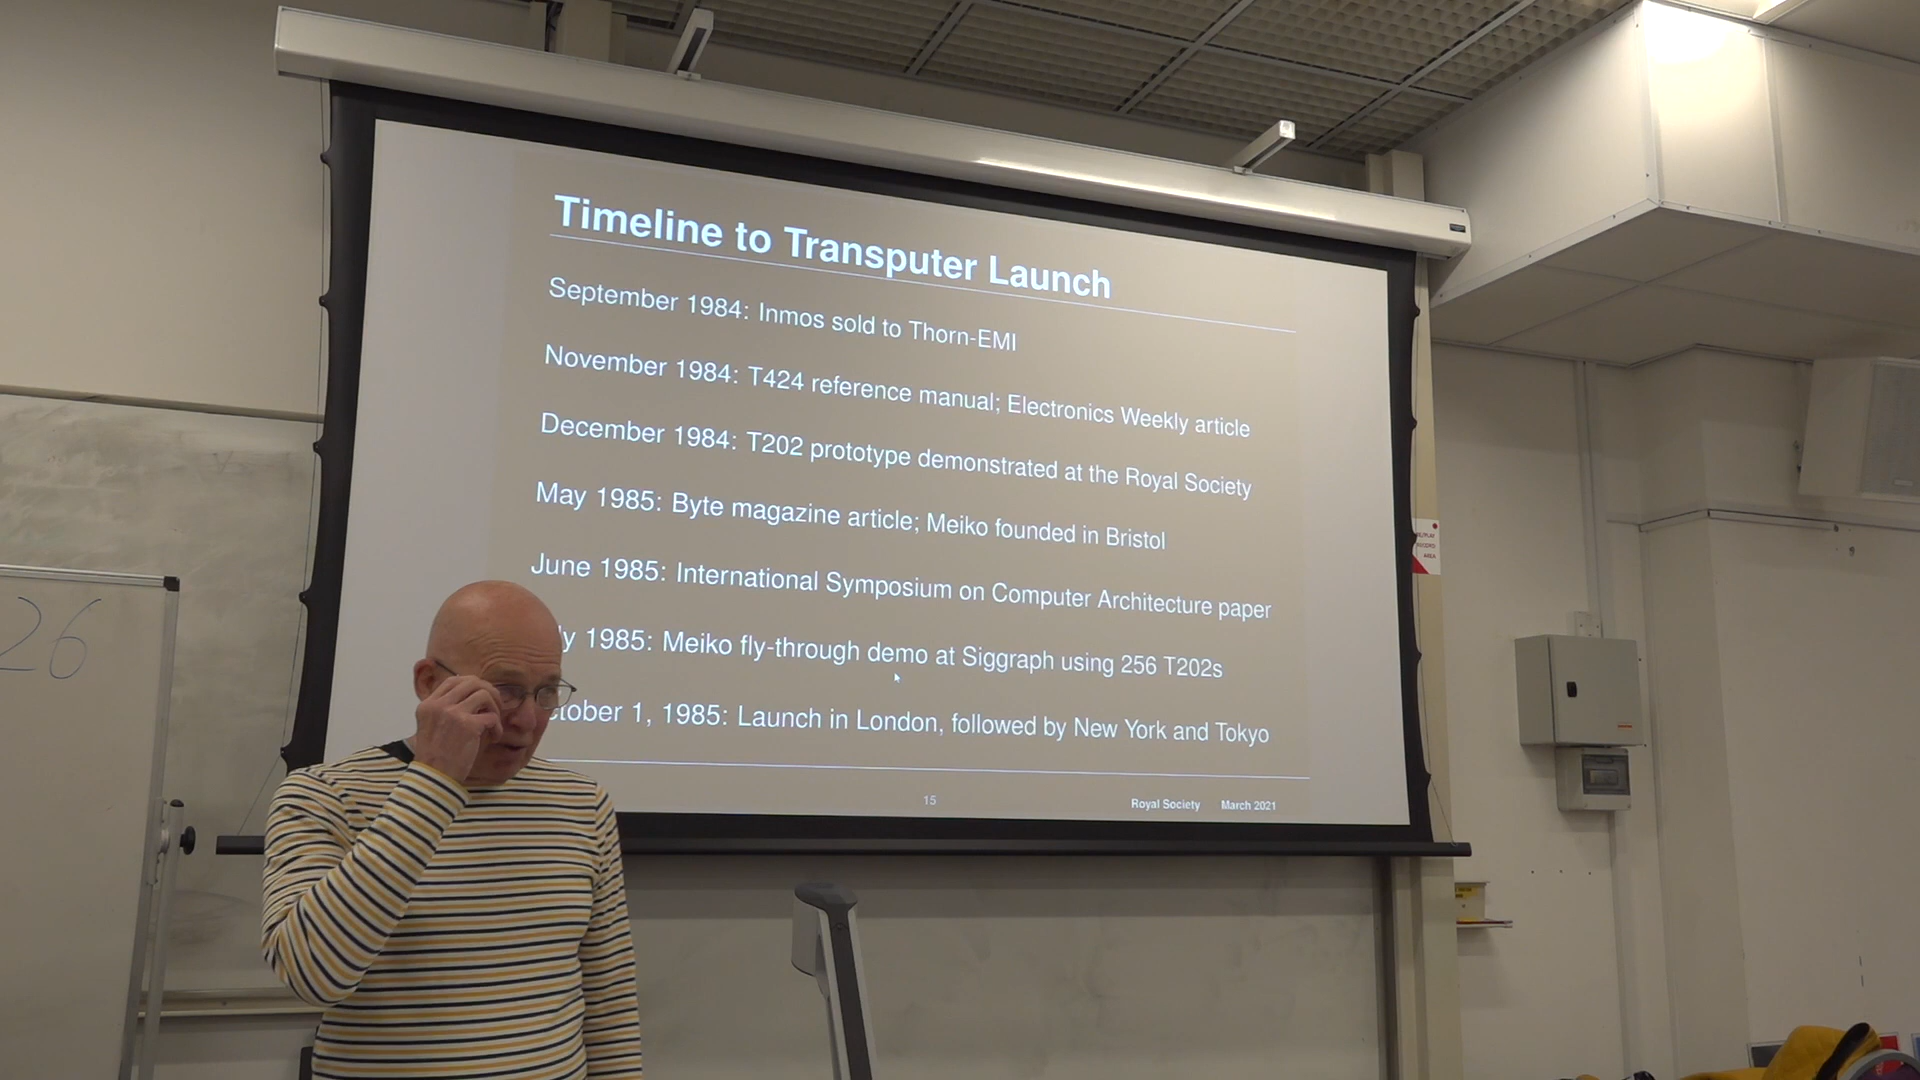 Timeline to Transputer Launch
September 1984: Inmos sold to Thorn-EMI
November 1984: T424 reference manual; Electronics Weekly article
December 1984: T202 prototype demonstrated at the Royal Society
May 1985: Byte magazine article; Meiko founded in Bristol
June 1985: International Symposium on Computer Architecture paper
ly 1985: Meiko fly-through demo at Siggraph using 256 T202s
ctober 1, 1985: Launch in London, followed by New York and Tokyo
15 Royal Society March 2021
26